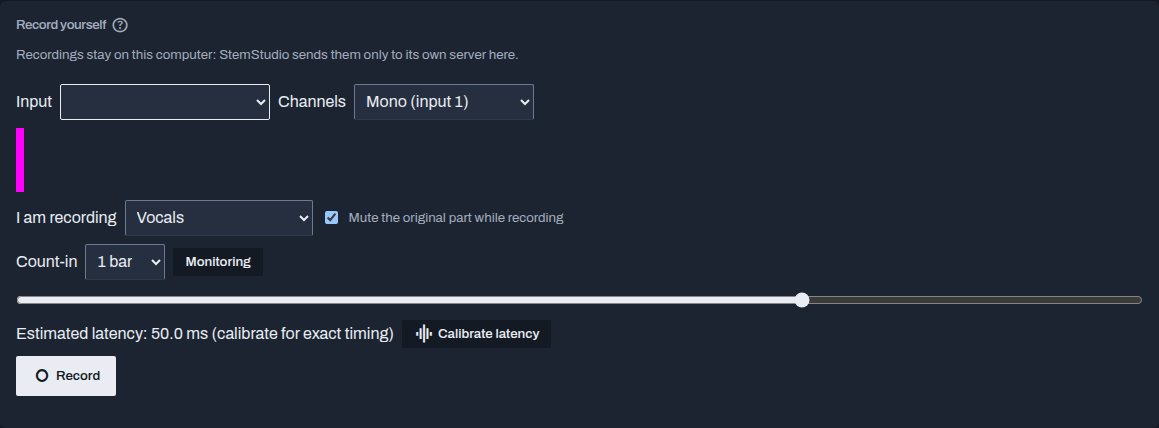 Record yourself ?
Recordings stay on this computer: StemStudio sends them only to its own server here.
Input Channels Mono (input 1)
I am recording Vocals Mute the original part while recording
Count-in 1 bar Monitoring
Estimated latency: 50.0 ms (calibrate for exact timing) Calibrate latency
Record